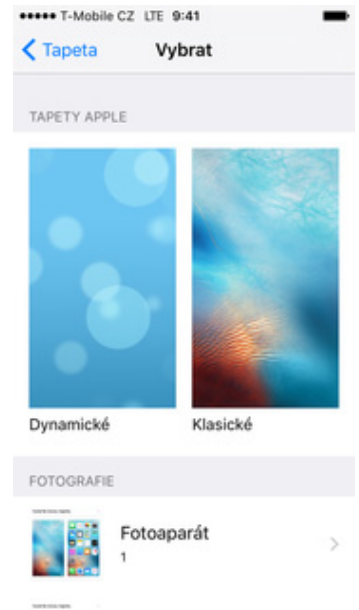 T-Mobile CZ LTE 9:41
Tapeta Vybrat
TAPETY APPLE
Dynamické Klasické
FOTOGRAFIE
Fotoaparát
1